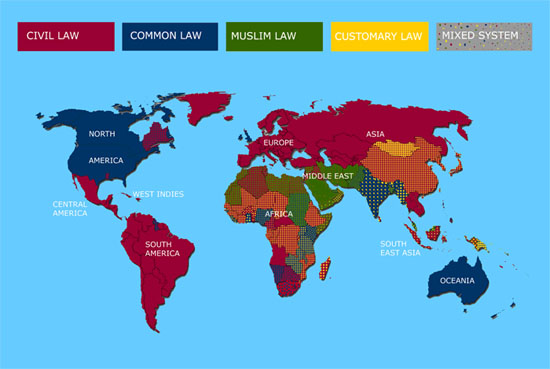 CIVIL LAW
COMMON LAW
MUSLIM LAW
CUSTOMARY LAW
MIXED SYSTEM
NORTH
AMERICA
EUROPE
ASIA
MIDDLE EAST
WEST INDIES
CENTRAL
AMERICA
AFRICA
SOUTH
AMERICA
SOUTH
EAST ASIA
OCEANIA